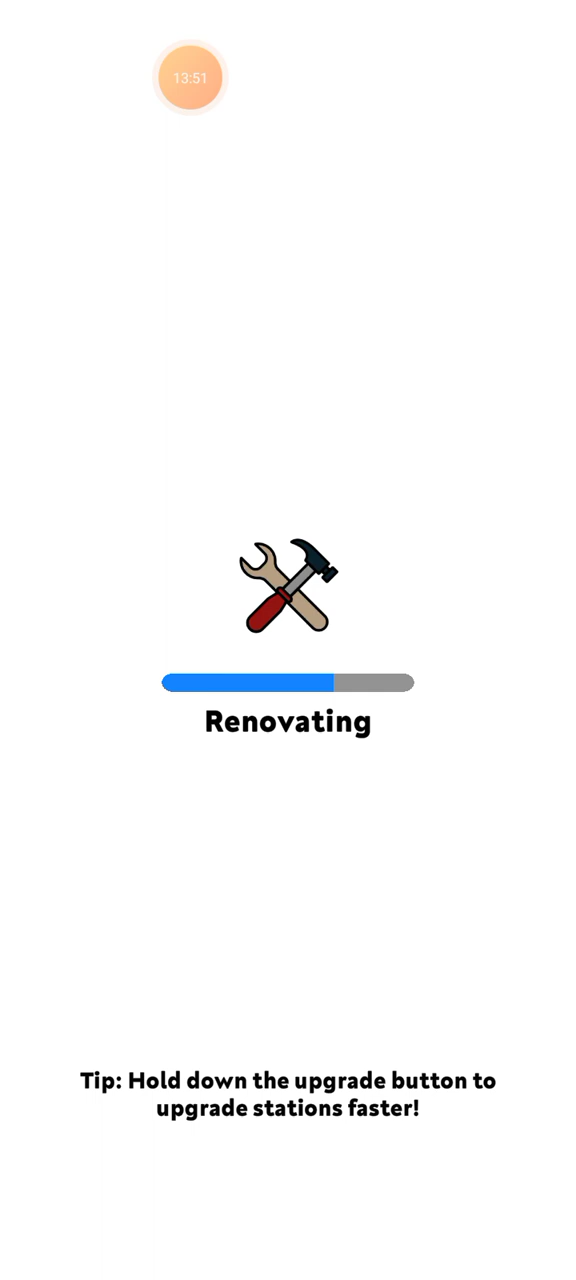 13:51
Renovating
Tip: Hold down the upgrade button to
upgrade stations faster!